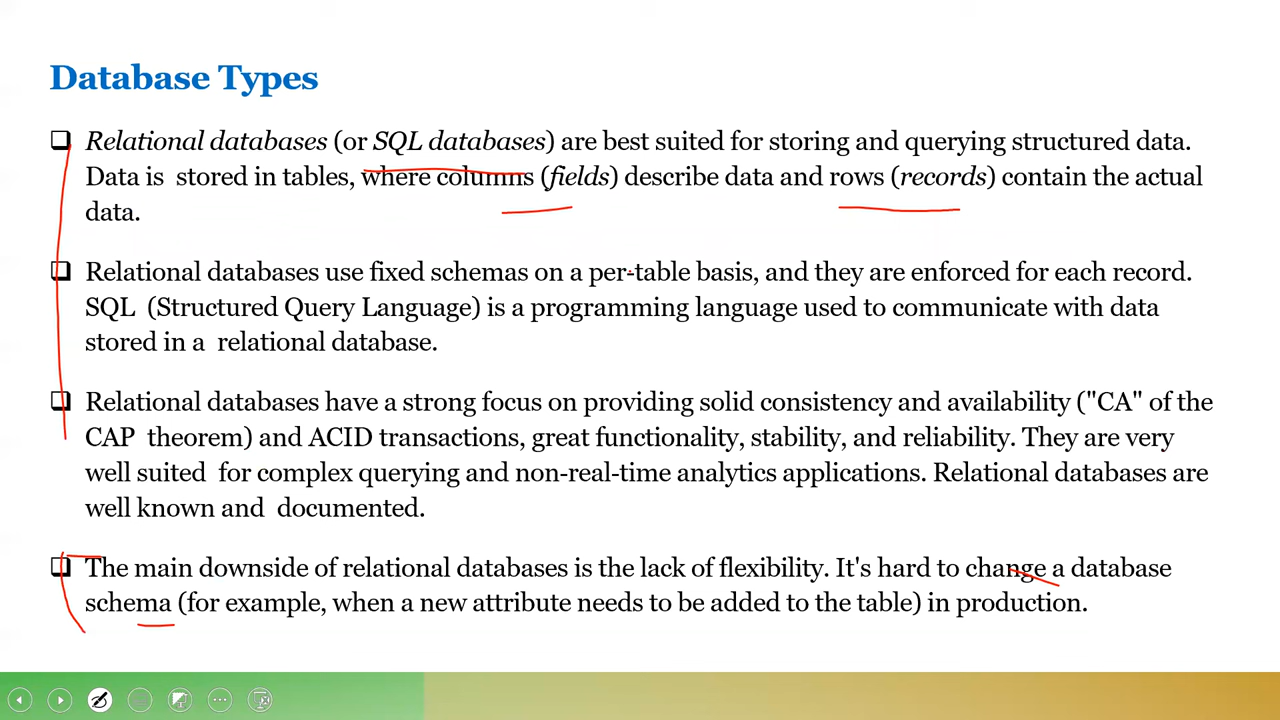 Database Types
Relational databases (or SQL databases) are best suited for storing and querying structured data.
Data is stored in tables, where columns (fields) describe data and rows (records) contain the actual
data.
Relational databases use fixed schemas on a per-table basis, and they are enforced for each record.
SQL (Structured Query Language) is a programming language used to communicate with data
stored in a relational database.
Relational databases have a strong focus on providing solid consistency and availability ("CA" of the
CAP theorem) and ACID transactions, great functionality, stability, and reliability. They are very
well suited for complex querying and non-real-time analytics applications. Relational databases are
well known and documented.
The main downside of relational databases is the lack of flexibility. It's hard to change a database
schema (for example, when a new attribute needs to be added to the table) in production.